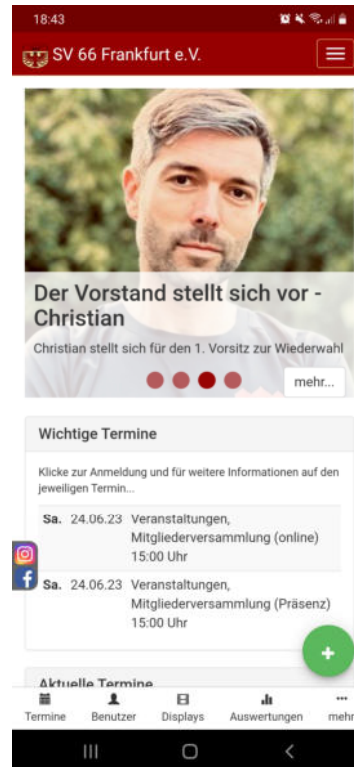 18:43
SV 66 Frankfurt e.V.
Der Vorstand stellt sich vor -
Christian
Christian stellt sich für den 1. Vorsitz zur Wiederwahl
mehr...
Wichtige Termine
Klicke zur Anmeldung und für weitere Informationen auf den
jeweiligen Termin...
Sa. 24.06.23 Veranstaltungen,
Mitgliederversammlung (online)
15:00 Uhr
Sa. 24.06.23 Veranstaltungen,
Mitgliederversammlung (Präsenz)
15:00 Uhr
Aktuelle Termine
Termine Benutzer Displays Auswertungen mehr